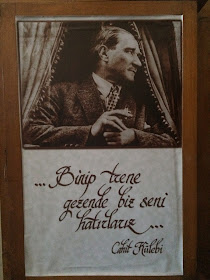 ... Binip trene
gezende biz seni
hatırlarız ...
Cahit Külebi